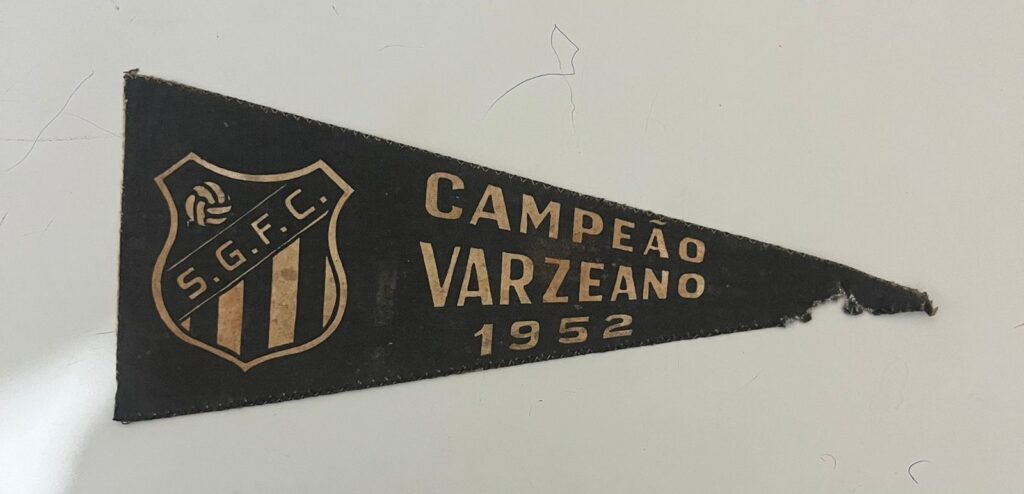 S.G.F.C.
CAMPEÃO
VARZEANO
1952